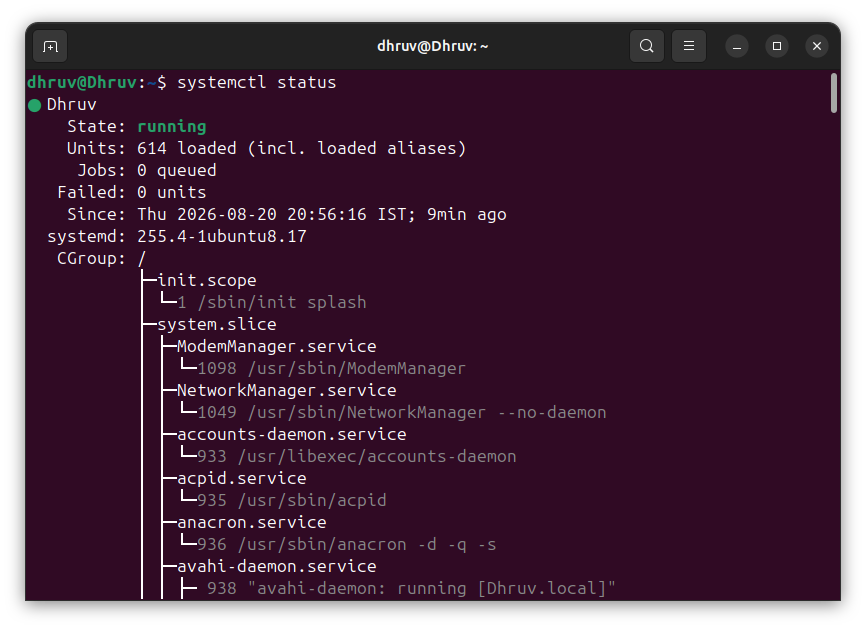 dhruv@Dhruv: ~
dhruv@Dhruv:~$ systemctl status
● Dhruv
    State: running
    Units: 614 loaded (incl. loaded aliases)
     Jobs: 0 queued
   Failed: 0 units
    Since: Thu 2026-08-20 20:56:16 IST; 9min ago
  systemd: 255.4-1ubuntu8.17
   CGroup: /
           ├─init.scope
           │ └─1 /sbin/init splash
           ├─system.slice
           │ ├─ModemManager.service
           │ │ └─1098 /usr/sbin/ModemManager
           │ ├─NetworkManager.service
           │ │ └─1049 /usr/sbin/NetworkManager --no-daemon
           │ ├─accounts-daemon.service
           │ │ └─933 /usr/libexec/accounts-daemon
           │ ├─acpid.service
           │ │ └─935 /usr/sbin/acpid
           │ ├─anacron.service
           │ │ └─936 /usr/sbin/anacron -d -q -s
           │ ├─avahi-daemon.service
           │ │ ├─ 938 "avahi-daemon: running [Dhruv.local]"